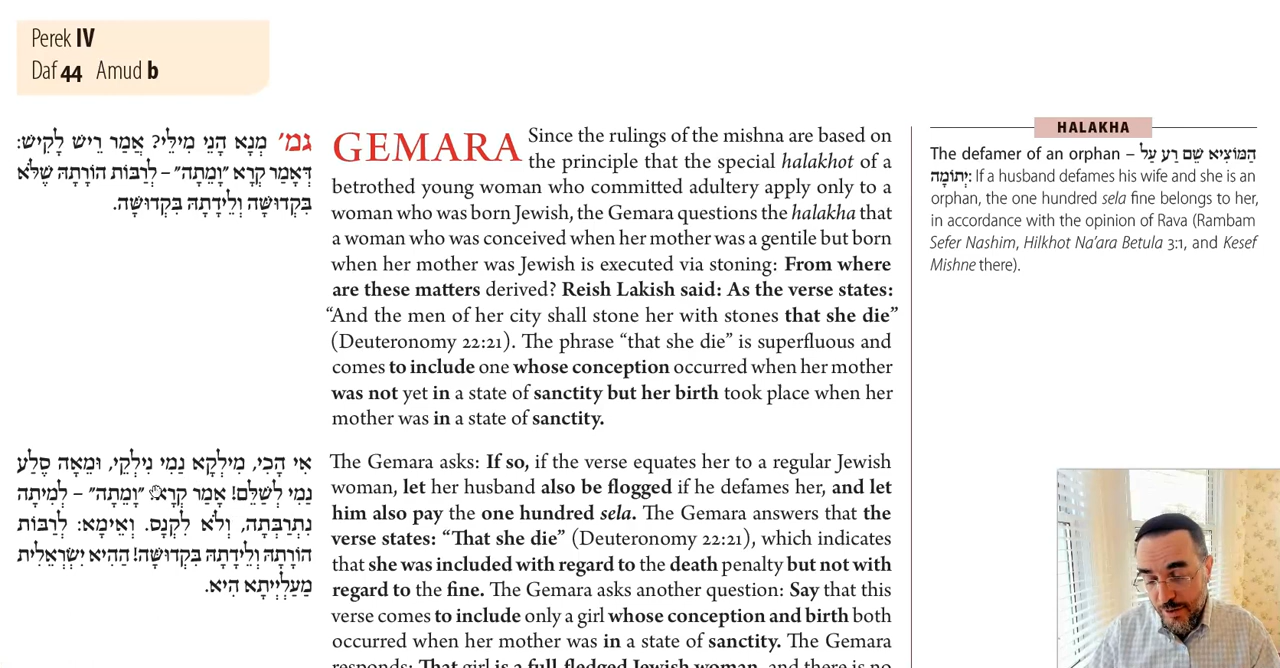 Perek IV
Daf 44 Amud b
גמ׳ מְנָא הָנֵי מִילֵּי? אֲמַר רֵישׁ לָקִישׁ:
דְּאָמַר קְרָא ״וָמֵתָה״ – לְרַבּוֹת הוֹרָתָהּ שֶׁלֹּא
בִּקְדוּשָּׁה וְלֵידָתָהּ בִּקְדוּשָּׁה.
אִי הָכִי, מִילְקָא נַמֵי נִילְקֵי, וּמֵאָה סֶלַע
נַמִי לְשַׁלֵּם! אָמַר קְרָא ״וָמֵתָה״ – לְמִיתָה
נִתְרַבְּתָה, וְלֹא לִקְנָס. וְאֵימָא: לְרַבּוֹת
הוֹרָתָהּ וְלֵידָתָהּ בִּקְדוּשָּׁה! הַהִיא יִשְׂרְאֵלִית
מַעַלְיְיתָא הִיא.
GEMARA Since the rulings of the mishna are based on
the principle that the special halakhot of a
betrothed young woman who committed adultery apply only to a
woman who was born Jewish, the Gemara questions the halakha that
a woman who was conceived when her mother was a gentile but born
when her mother was Jewish is executed via stoning: From where
are these matters derived? Reish Lakish said: As the verse states:
“And the men of her city shall stone her with stones that she die”
(Deuteronomy 22:21). The phrase “that she die” is superfluous and
comes to include one whose conception occurred when her mother
was not yet in a state of sanctity but her birth took place when her
mother was in a state of sanctity.
The Gemara asks: If so, if the verse equates her to a regular Jewish
woman, let her husband also be flogged if he defames her, and let
him also pay the one hundred sela. The Gemara answers that the
verse states: “That she die” (Deuteronomy 22:21), which indicates
that she was included with regard to the death penalty but not with
regard to the fine. The Gemara asks another question: Say that this
verse comes to include only a girl whose conception and birth both
occurred when her mother was in a state of sanctity. The Gemara
responds: That girl is a full-fledged Jewish woman, and there is no
HALAKHA
The defamer of an orphan – הַמּוֹצִיא שֵׁם רַע עַל
יְתוֹמָה: If a husband defames his wife and she is an
orphan, the one hundred sela fine belongs to her,
in accordance with the opinion of Rava (Rambam
Sefer Nashim, Hilkhot Na’ara Betula 3:1, and Kesef
Mishne there).